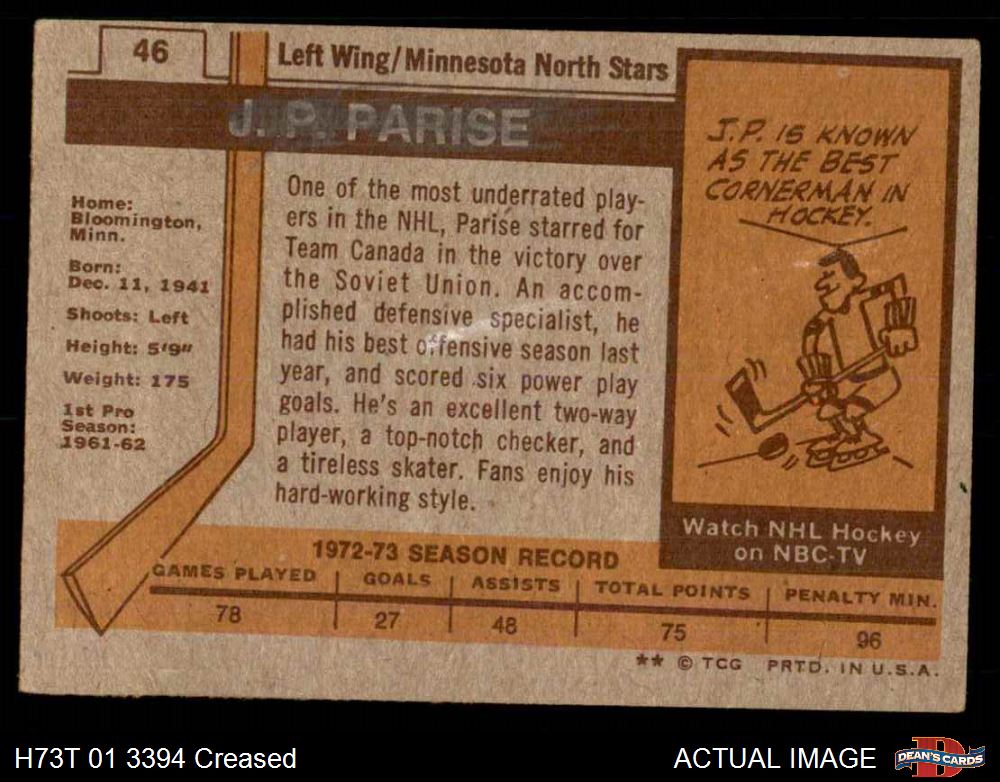 46
Left Wing/Minnesota North Stars
J. P. PARISE
Home:
Bloomington,
Minn.
Born:
Dec. 11, 1941
Shoots: Left
Height: 5'9"
Weight: 175
1st Pro
Season:
1961-62
One of the most underrated play-
ers in the NHL, Parise starred for
Team Canada in the victory over
the Soviet Union. An accom-
plished defensive specialist, he
had his best offensive season last
year, and scored six power play
goals. He's an excellent two-way
player, a top-notch checker, and
a tireless skater. Fans enjoy his
hard-working style.
J.P. IS KNOWN
AS THE BEST
CORNERMAN IN
HOCKEY.
Watch NHL Hockey
on NBC-TV
1972-73 SEASON RECORD
GAMES PLAYED GOALS ASSISTS TOTAL POINTS PENALTY MIN.
78 27 48 75 96
** © TCG PRTD. IN U.S.A.
H73T 01 3394 Creased
ACTUAL IMAGE
D
DEAN'S CARDS